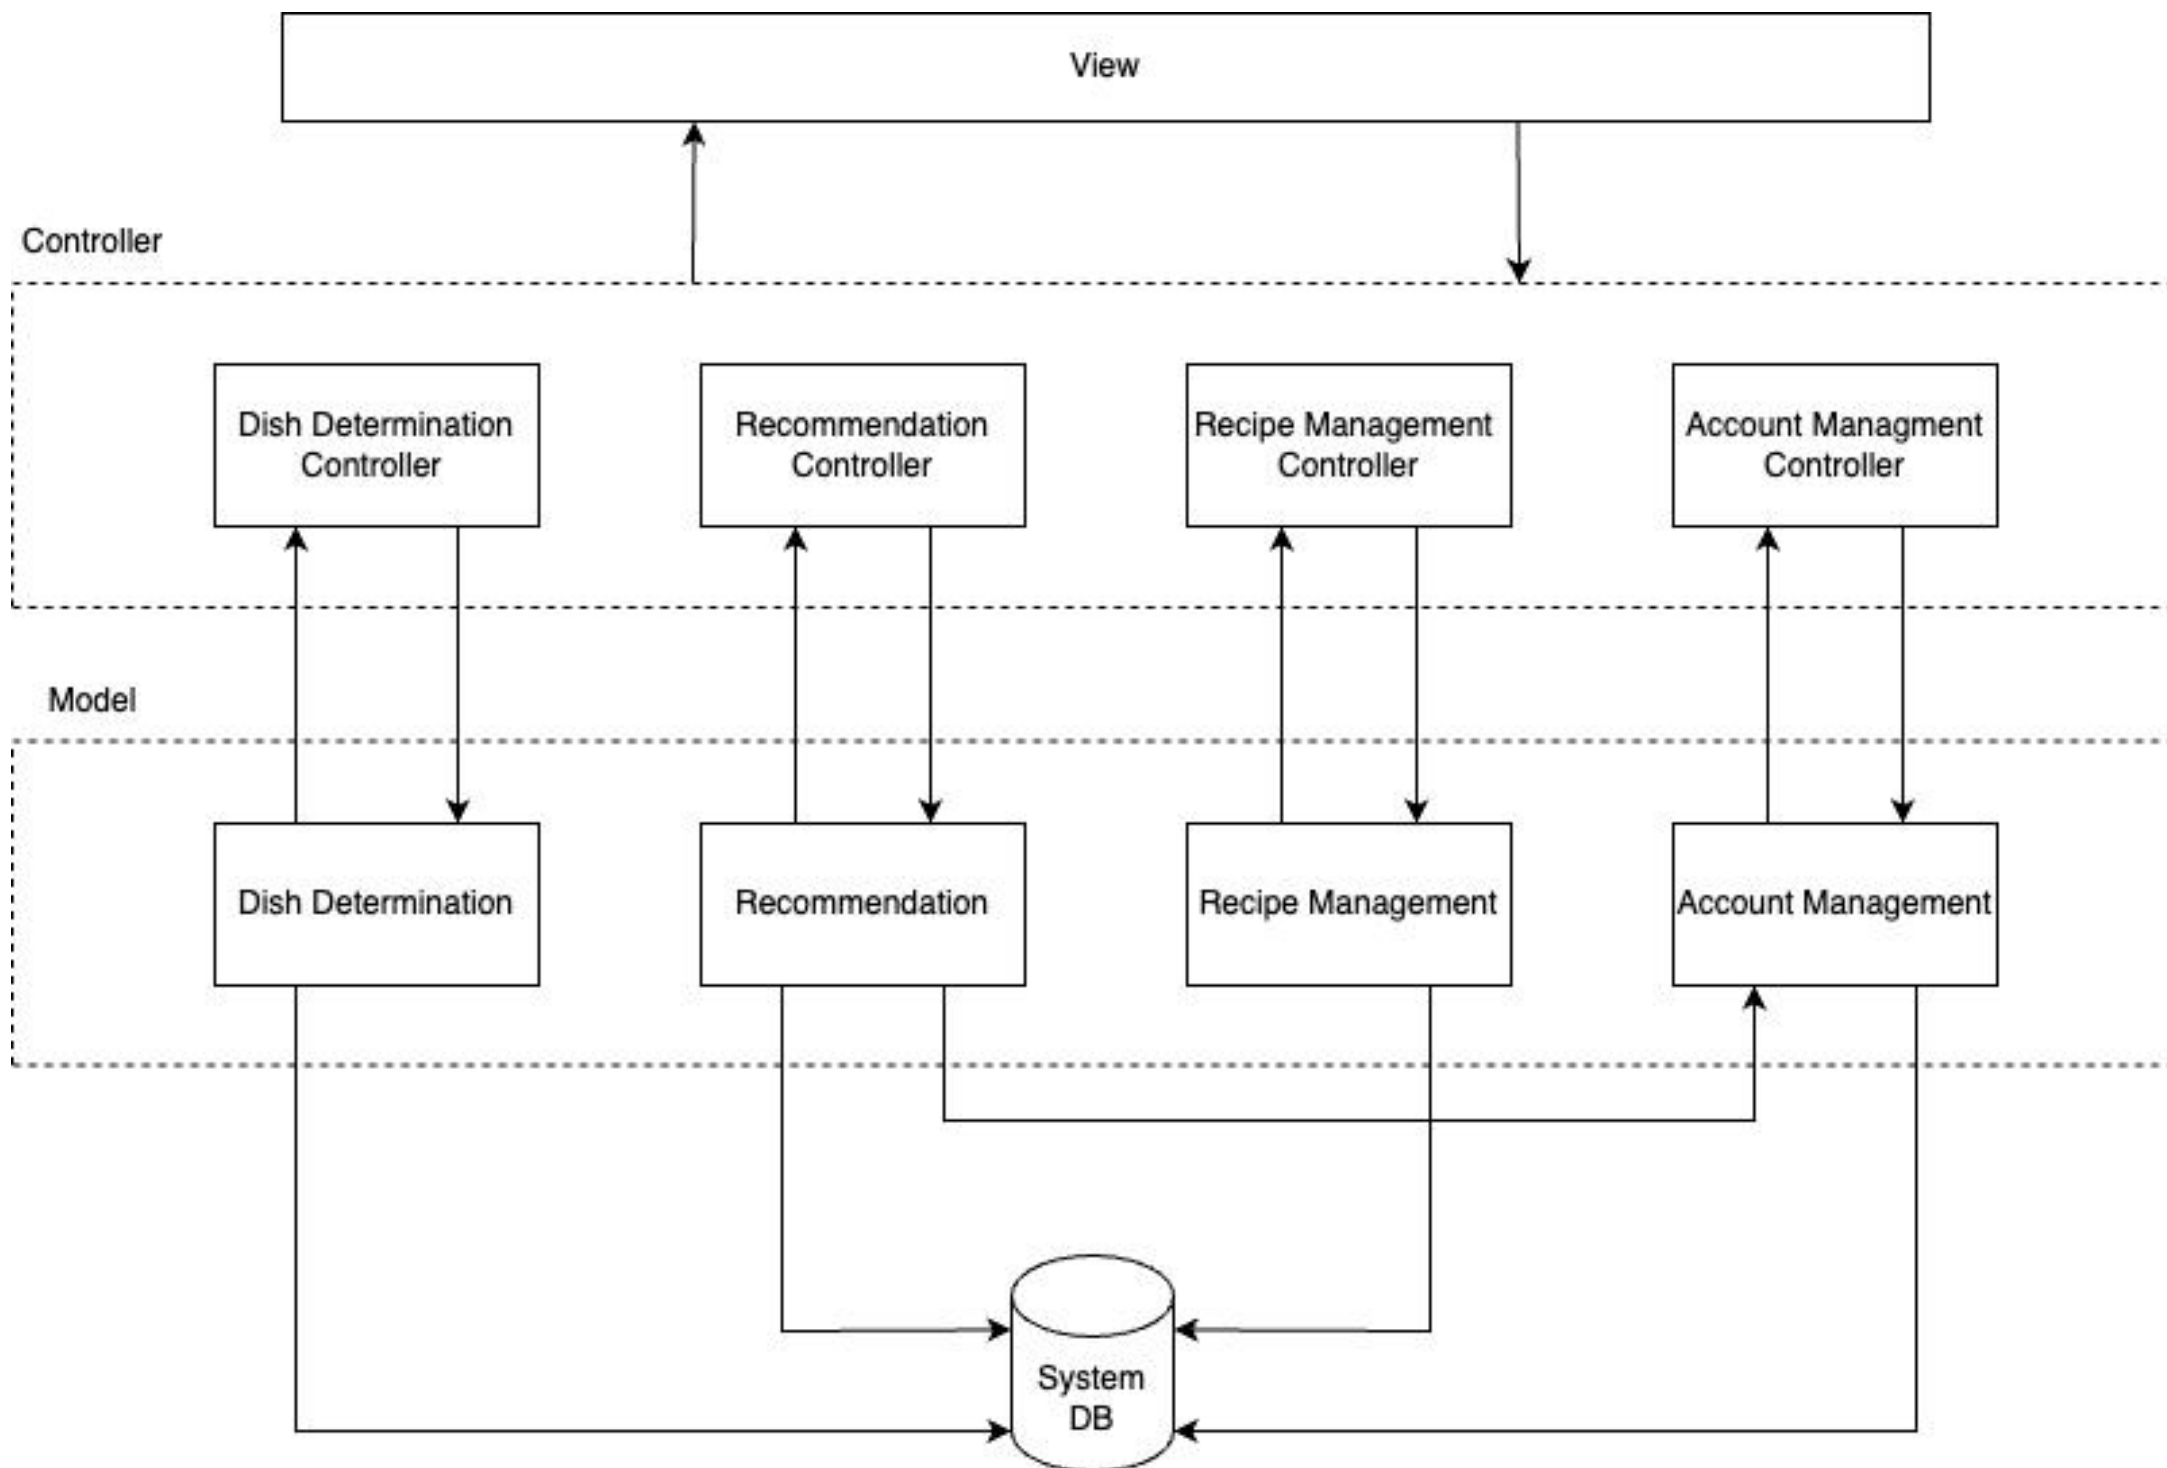 View
Controller
Dish Determination
Controller
Recommendation
Controller
Recipe Management
Controller
Account Managment
Controller
Model
Dish Determination
Recommendation
Recipe Management
Account Management
System
DB